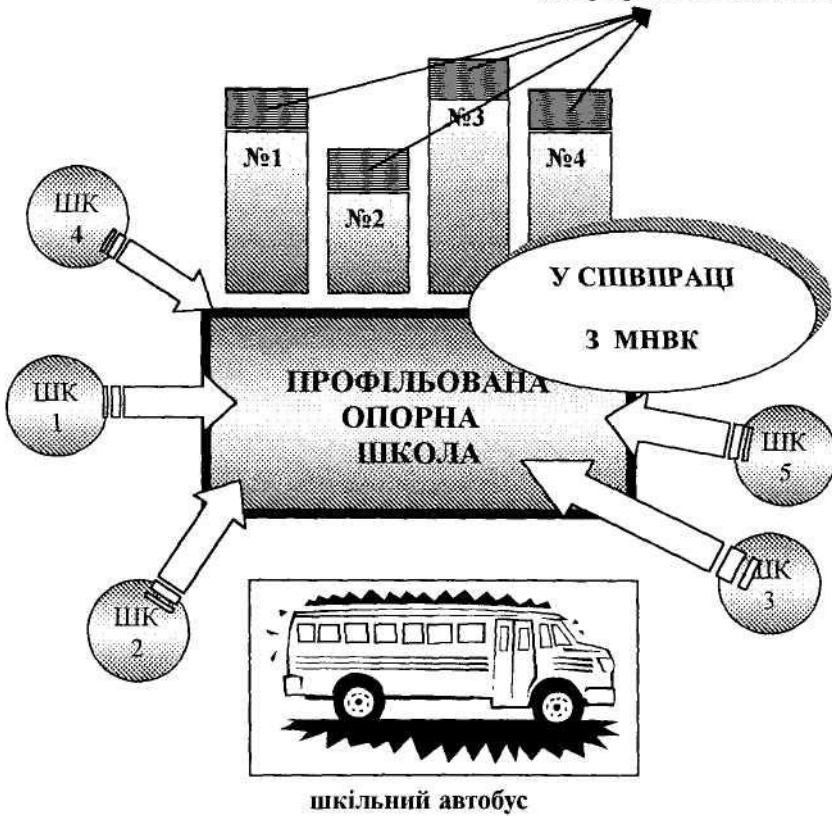 №1
№2
№3
№4
ШК
4
У СПІВПРАЦІ
З МНВК
ШК
1
ПРОФІЛЬОВАНА
ОПОРНА
ШКОЛА
ШК
5
ШК
2
ШК
3
шкільний автобус